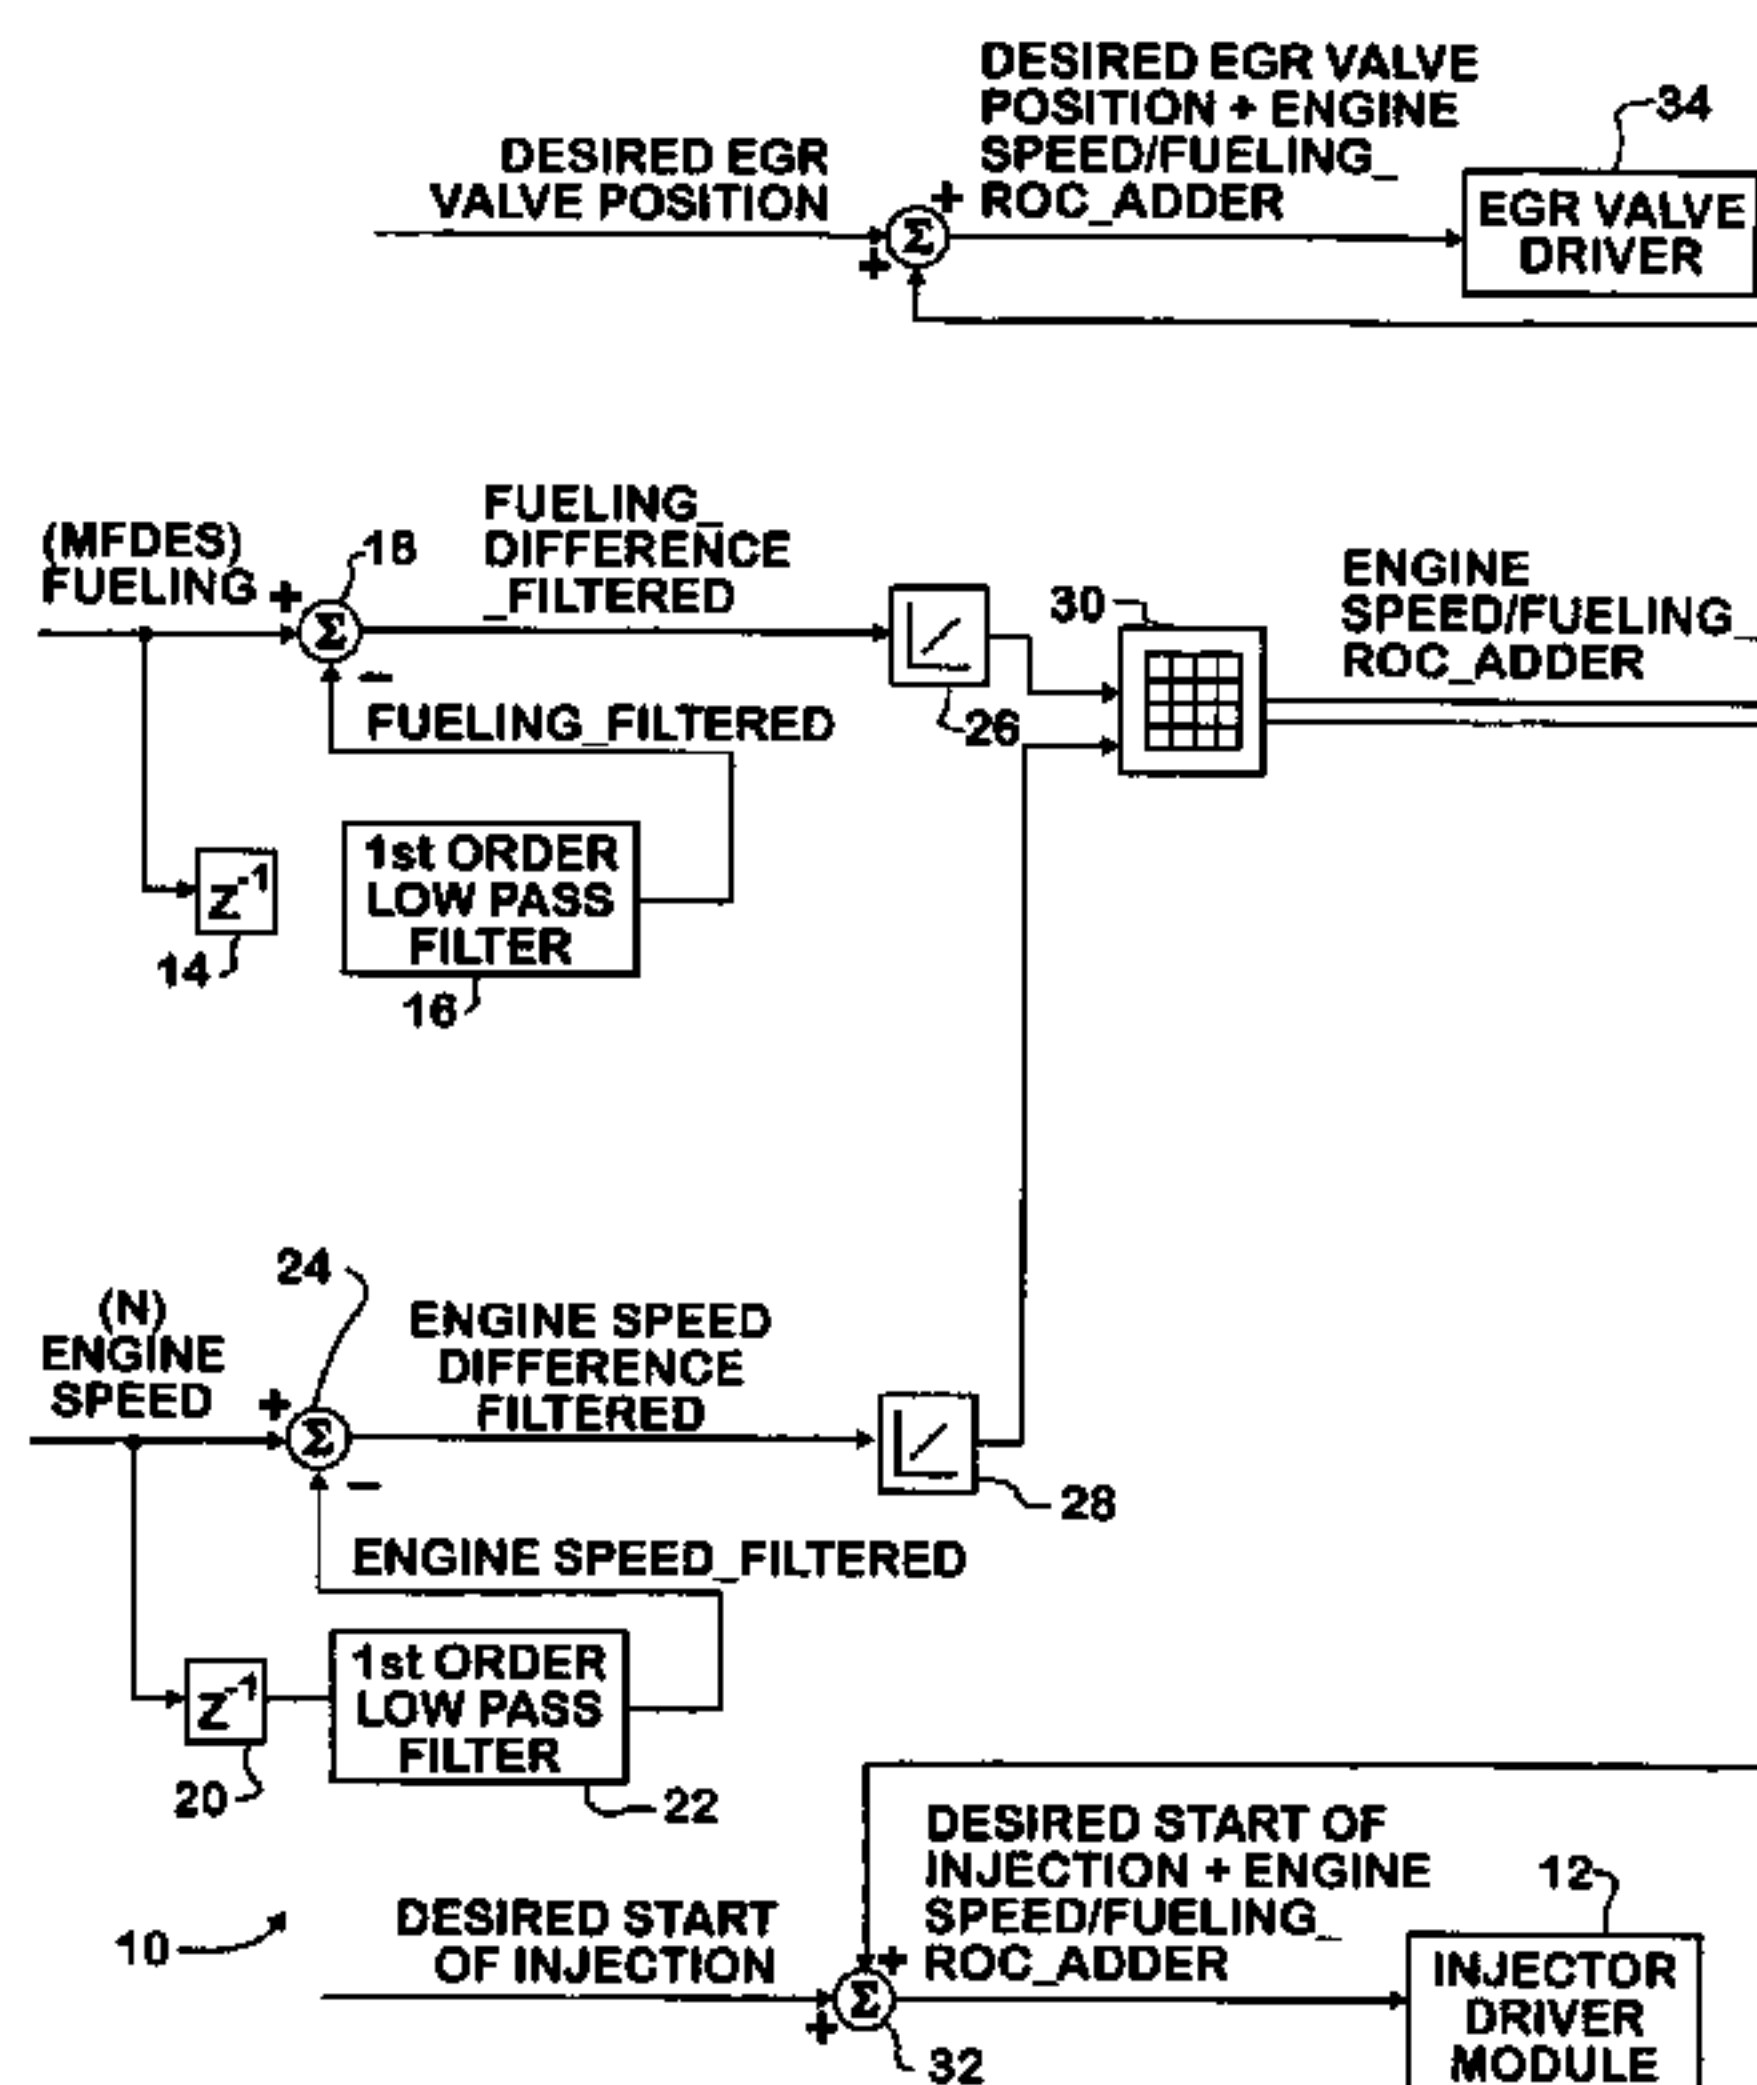 DESIRED EGR VALVE
POSITION + ENGINE
SPEED/FUELING_
ROC_ADDER
34
DESIRED EGR
VALVE POSITION
+
Σ
+
EGR VALVE
DRIVER
(MFDES)
FUELING
+
18
Σ
−
FUELING_
DIFFERENCE
_FILTERED
FUELING_FILTERED
26
30
ENGINE
SPEED/FUELING_
ROC_ADDER
Z-1
14
1st ORDER
LOW PASS
FILTER
16
24
(N)
ENGINE
SPEED
+
Σ
−
ENGINE SPEED
DIFFERENCE
FILTERED
28
ENGINE SPEED_FILTERED
Z-1
20
1st ORDER
LOW PASS
FILTER
22
10
DESIRED START
OF INJECTION
+
Σ
+
32
DESIRED START OF
INJECTION + ENGINE
SPEED/FUELING_
ROC_ADDER
12
INJECTOR
DRIVER
MODULE